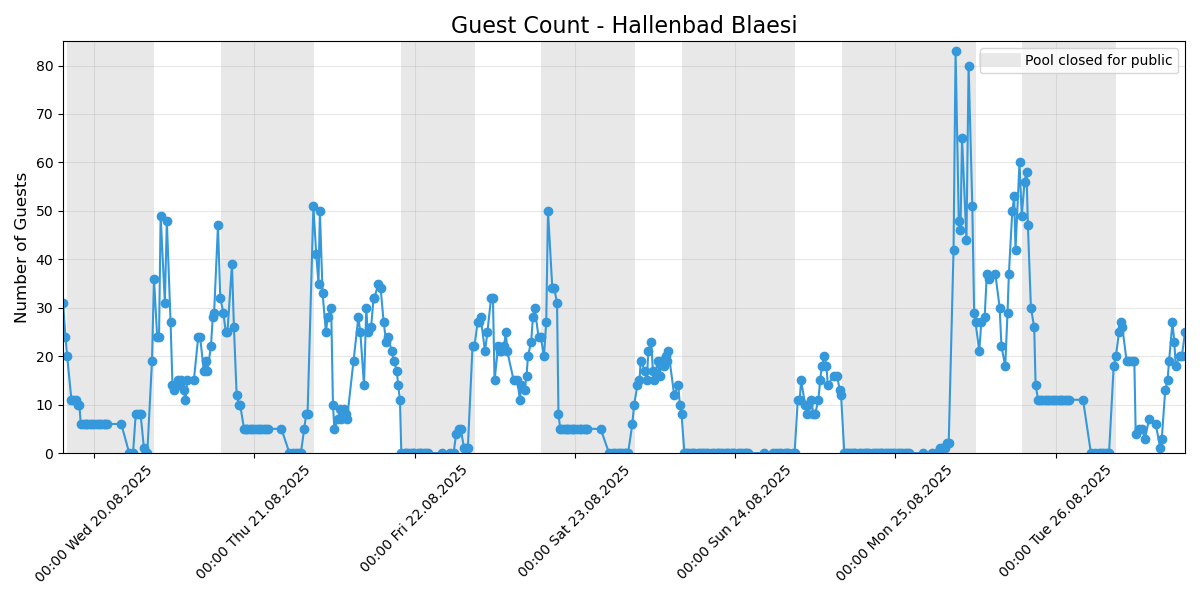 Guest Count - Hallenbad Blaesi
Pool closed for public
Number of Guests
80
70
60
50
40
30
20
10
0
00:00 Wed 20.08.2025
00:00 Thu 21.08.2025
00:00 Fri 22.08.2025
00:00 Sat 23.08.2025
00:00 Sun 24.08.2025
00:00 Mon 25.08.2025
00:00 Tue 26.08.2025